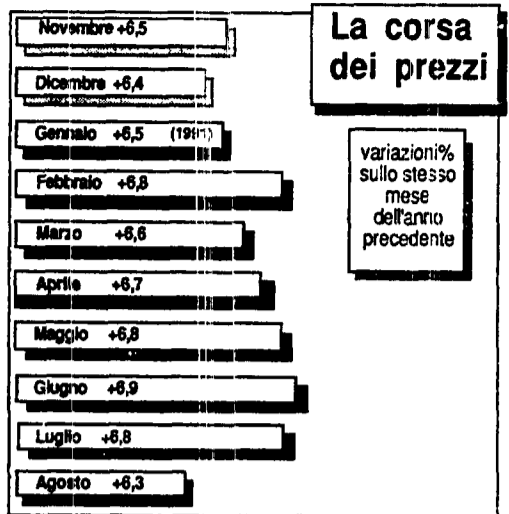 La corsa
dei prezzi
variazioni%
sullo stesso
mese
dell'anno
precedente
Novembre +6,5
Dicembre +6,4
Gennaio +6,5 (1991)
Febbraio +6,8
Marzo +6,6
Aprile +6,7
Maggio +6,8
Giugno +6,9
Luglio +6,8
Agosto +6,3